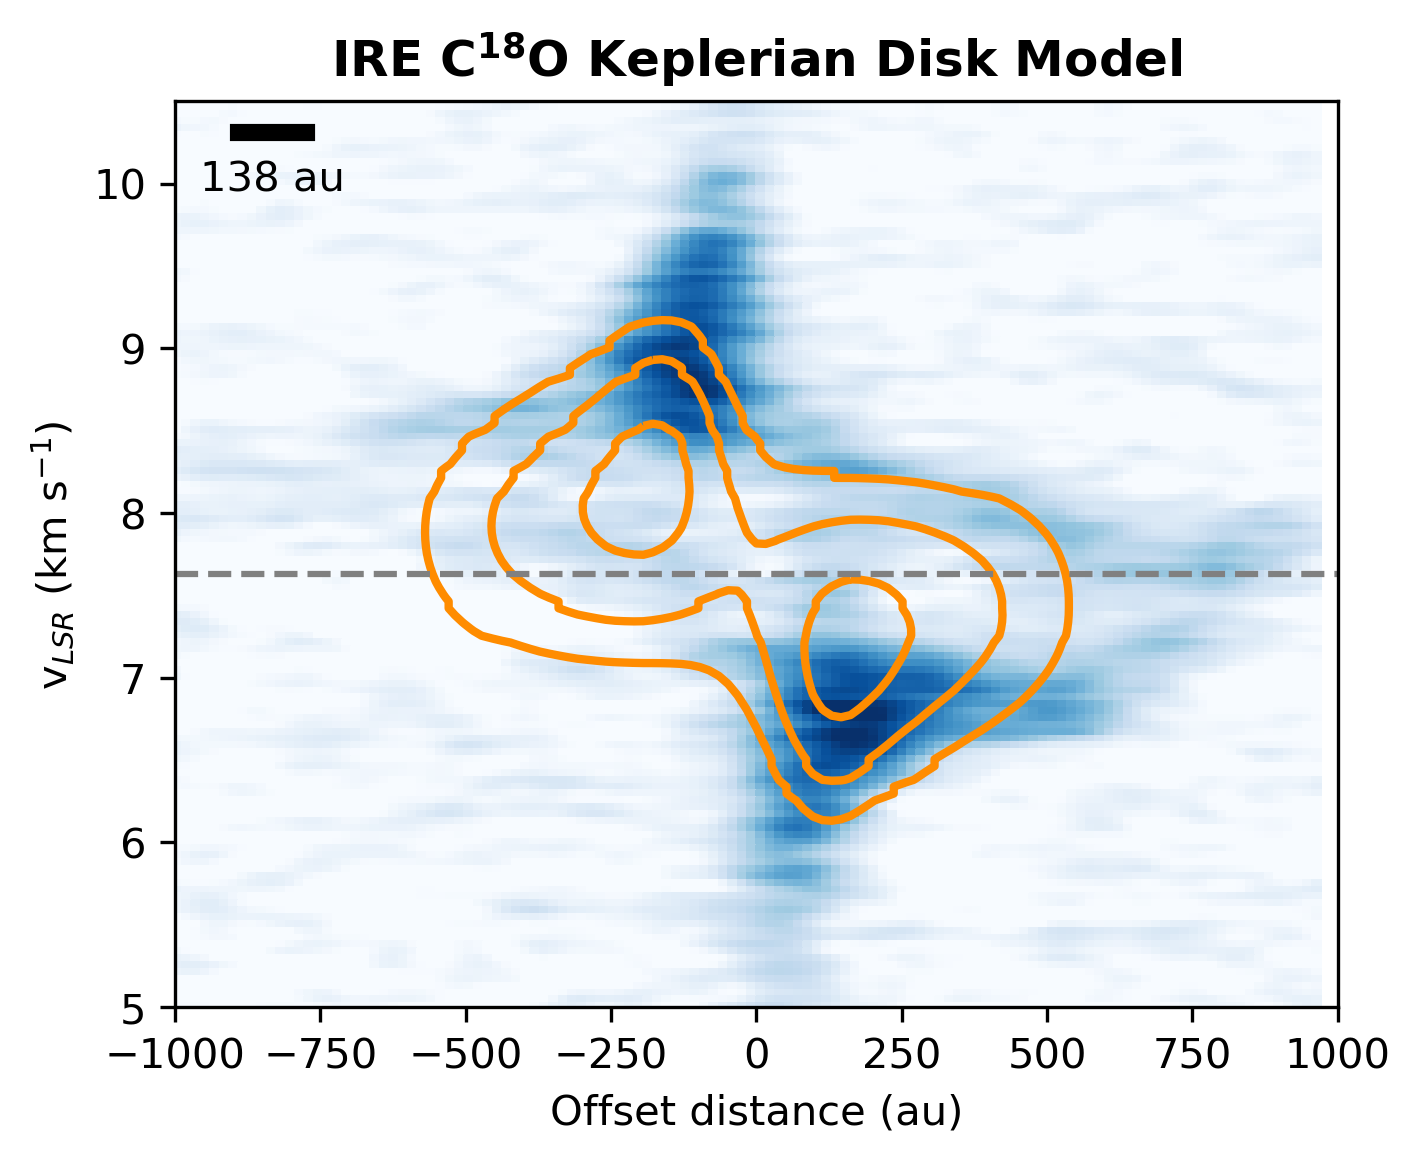 IRE C¹⁸O Keplerian Disk Model
138 au
10
9
8
7
6
5
v_LSR (km s⁻¹)
−1000 −750 −500 −250 0 250 500 750 1000
Offset distance (au)